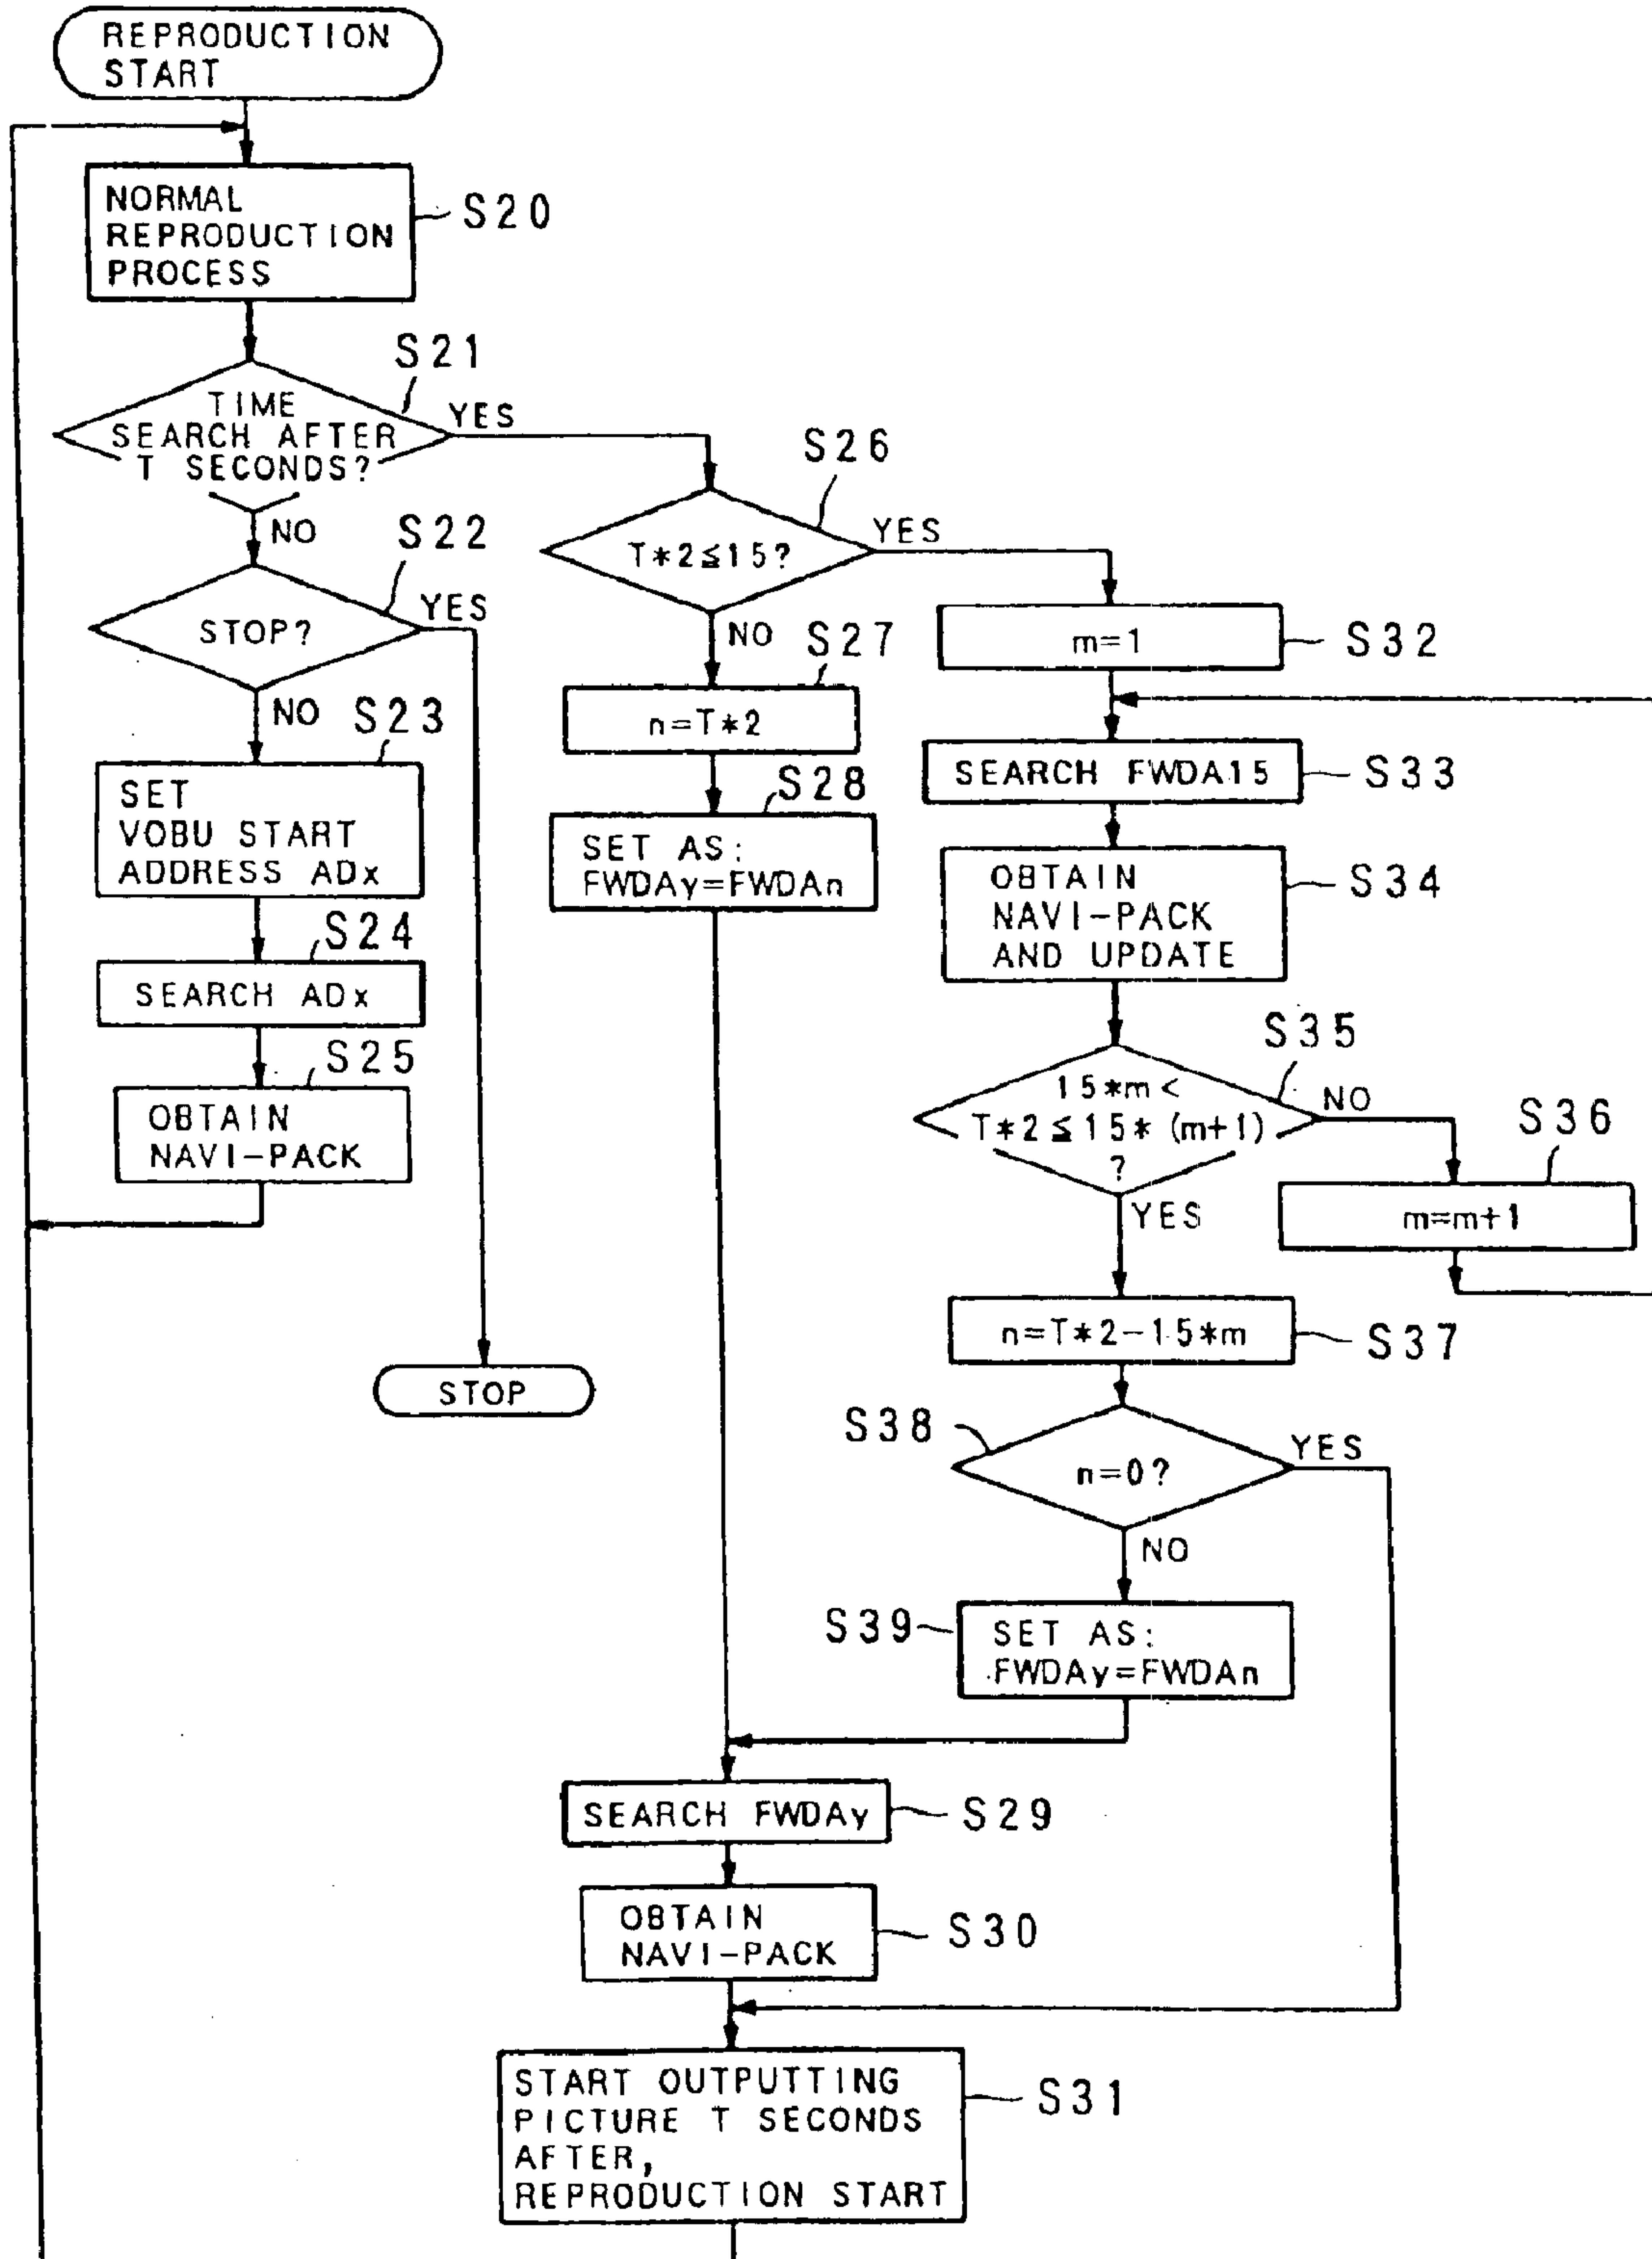 REPRODUCTION
START
NORMAL
REPRODUCTION
PROCESS
S20
S21
TIME
SEARCH AFTER
T SECONDS?
YES
NO
S22
STOP?
YES
NO
S23
SET
VOBU START
ADDRESS ADx
S24
SEARCH ADx
S25
OBTAIN
NAVI-PACK
STOP
S26
T*2≦15?
YES
NO
S27
n=T*2
S28
SET AS:
FWDAy=FWDAn
m=1
S32
SEARCH FWDA15
S33
OBTAIN
NAVI-PACK
AND UPDATE
S34
S35
15*m<
T*2≦15*(m+1)
?
NO
YES
S36
m=m+1
n=T*2-15*m
S37
S38
n=0?
YES
NO
S39
SET AS:
FWDAy=FWDAn
SEARCH FWDAy
S29
OBTAIN
NAVI-PACK
S30
START OUTPUTTING
PICTURE T SECONDS
AFTER,
REPRODUCTION START
S31